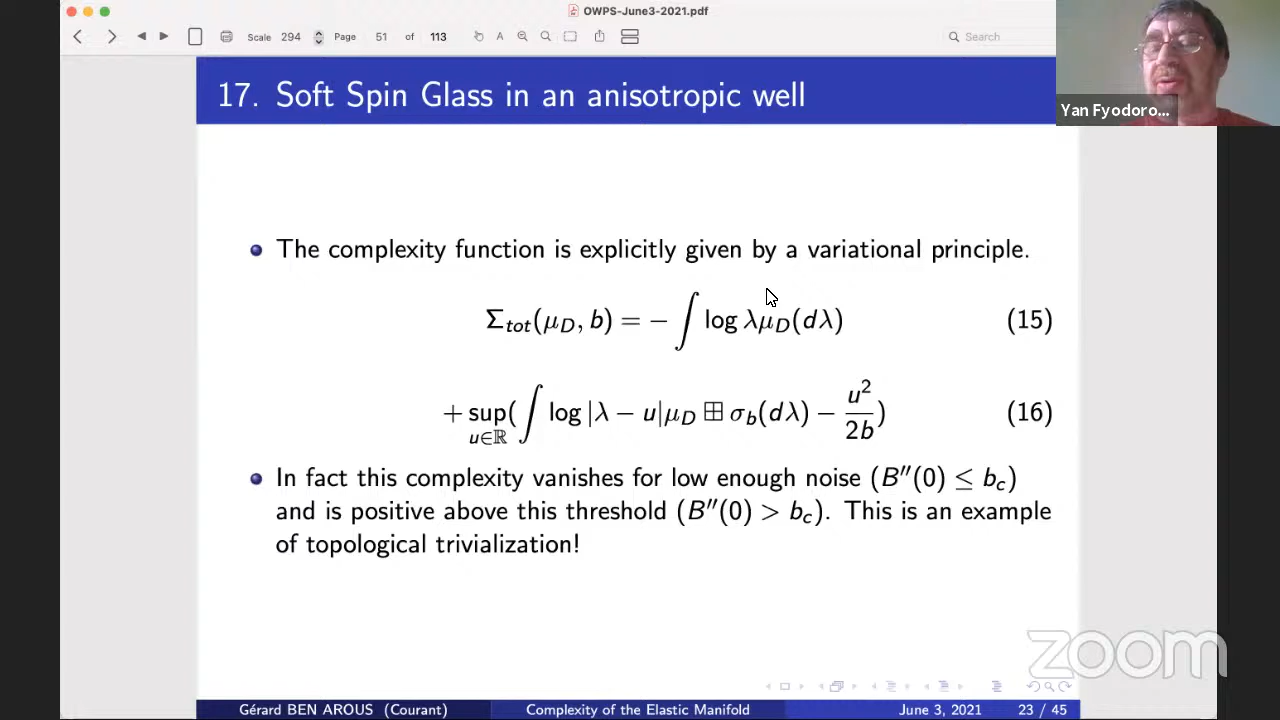 OWPS-June3-2021.pdf
Scale 294 Page 51 of 113 Search
17. Soft Spin Glass in an anisotropic well
Yan Fyodoro...
• The complexity function is explicitly given by a variational principle.
Σ_tot(μ_D, b) = − ∫ log λμ_D(dλ) (15)
+ sup_{u∈ℝ}( ∫ log |λ − u|μ_D ⊞ σ_b(dλ) − u²/2b ) (16)
• In fact this complexity vanishes for low enough noise (B″(0) ≤ b_c)
and is positive above this threshold (B″(0) > b_c). This is an example
of topological trivialization!
zoom
Gérard BEN AROUS (Courant) Complexity of the Elastic Manifold June 3, 2021 23 / 45